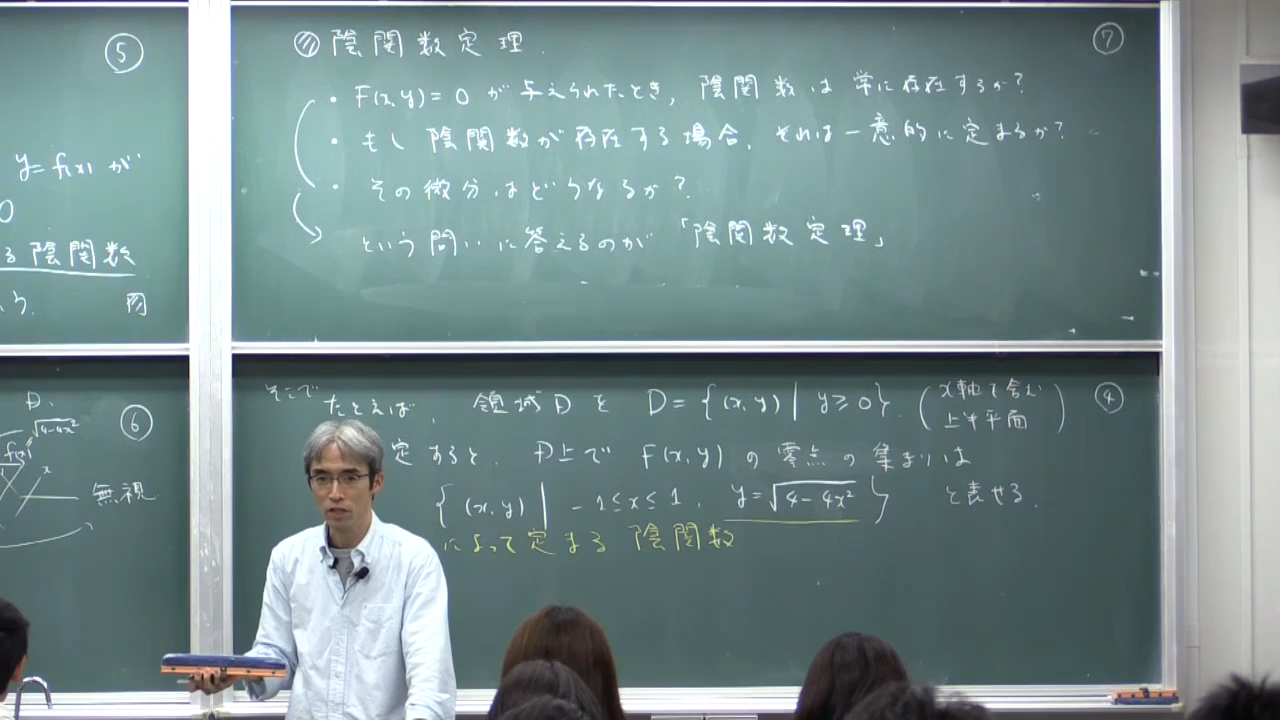 ⑤
y=f(x) が
0
る陰関数
う.
⑦
陰関数定理.
・F(x,y)=0 が与えられたとき, 陰関数は常に存在するか?
・もし陰関数が存在する場合, それは一意的に定まるか?
・その微分はどうなるか?
という問いに答えるのが「陰関数定理」
⑥
D
√4-4x²
f(x)=
x
無視
④
そこで
たとえば, 領域Dを D={(x,y)| y≥0}. (x軸を含む
上半平面)
定すると. D上で F(x,y) の零点の集まりは
{(x,y)| -1≤x≤1, y=√4-4x²} と表せる.
によって定まる陰関数